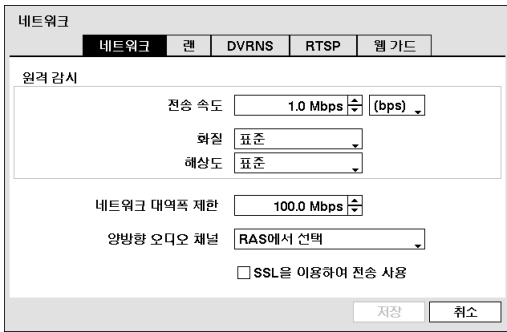 네트워크
네트워크 랜 DVRNS RTSP 웹 가드
원격 감시
전송 속도 1.0 Mbps (bps)
화질 표준
해상도 표준
네트워크 대역폭 제한 100.0 Mbps
양방향 오디오 채널 RAS에서 선택
SSL을 이용하여 전송 사용
저장 취소